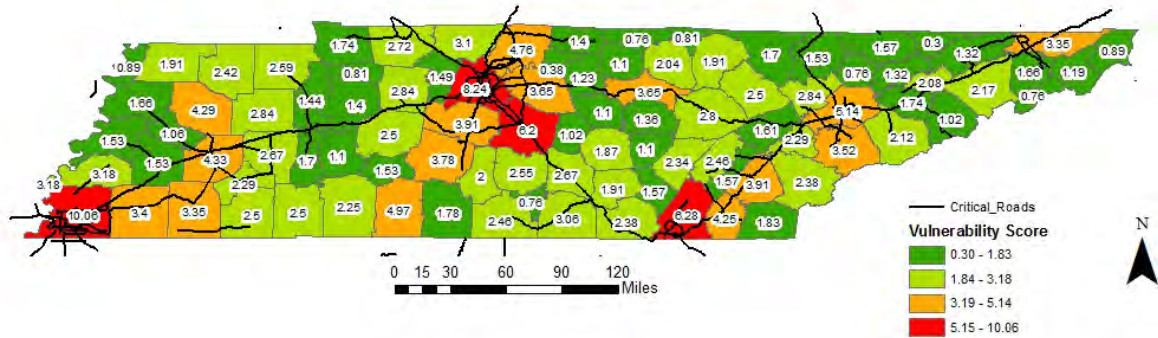 1.74 2.72 3.1 4.76 1.4 0.76 0.81 1.7 1.53 1.57 0.3 1.32 3.35 0.89
0.89 1.91 2.42 2.59 0.81 1.49 8.24 0.38 1.23 1.1 2.04 1.91 0.76 1.32 2.08 1.66 1.19
1.66 4.29 2.84 1.44 1.4 2.84 3.65 3.65 2.5 2.84 5.14 1.74 2.17 0.76
1.53 1.06 2.5 3.91 6.2 1.02 1.1 1.36 2.8 1.61 2.29 3.52 2.12 1.02
3.18 3.18 1.53 4.33 2.67 1.7 1.1 1.53 3.78 2 2.55 2.67 1.87 1.1 2.34 2.46 1.57 3.91 2.38
10.06 3.4 3.35 2.29 2.5 2.5 2.25 4.97 1.78 2.46 0.76 3.06 1.91 2.38 1.57 6.28 4.25 1.83
Critical_Roads
Vulnerability Score
0.30 - 1.83
1.84 - 3.18
3.19 - 5.14
5.15 - 10.06
N
0 15 30 60 90 120
Miles